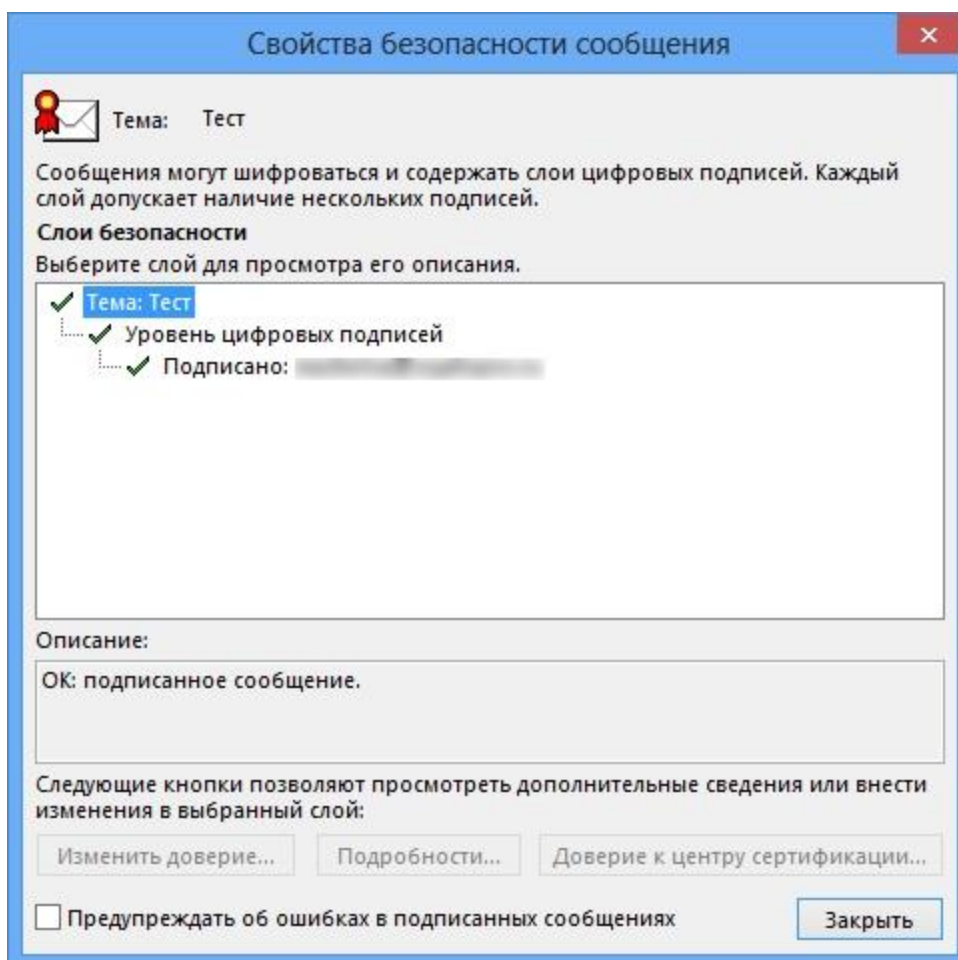 Свойства безопасности сообщения
Тема: Тест
Сообщения могут шифроваться и содержать слои цифровых подписей. Каждый
слой допускает наличие нескольких подписей.
Слои безопасности
Выберите слой для просмотра его описания.
Тема: Тест
Уровень цифровых подписей
Подписано:
Описание:
ОК: подписанное сообщение.
Следующие кнопки позволяют просмотреть дополнительные сведения или внести
изменения в выбранный слой:
Изменить доверие... Подробности... Доверие к центру сертификации...
Предупреждать об ошибках в подписанных сообщениях Закрыть